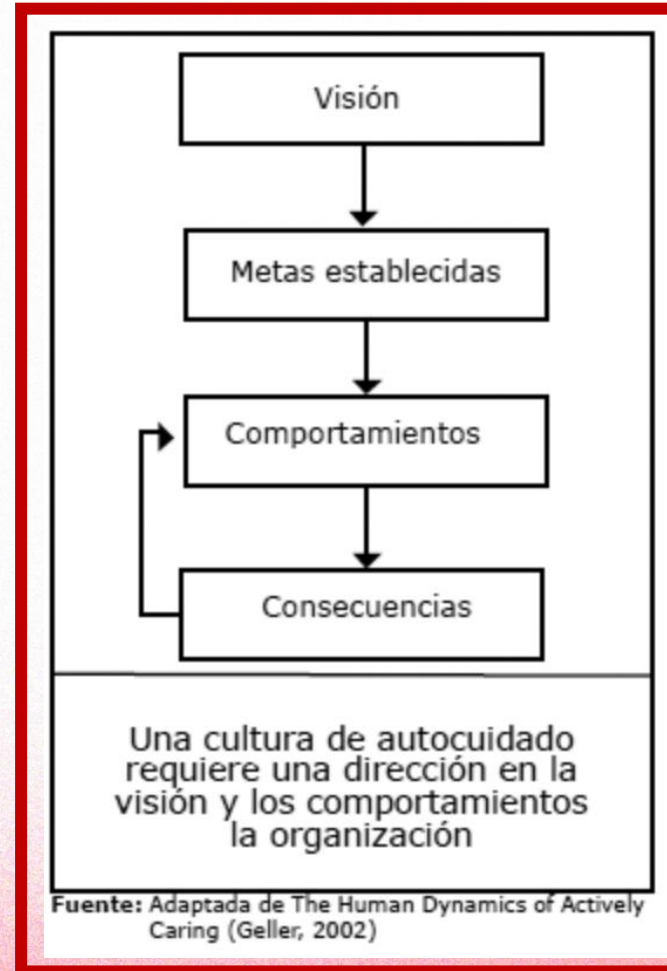 Visión
Metas establecidas
Comportamientos
Consecuencias
Una cultura de autocuidado
requiere una dirección en la
visión y los comportamientos
la organización
Fuente: Adaptada de The Human Dynamics of Actively
Caring (Geller, 2002)